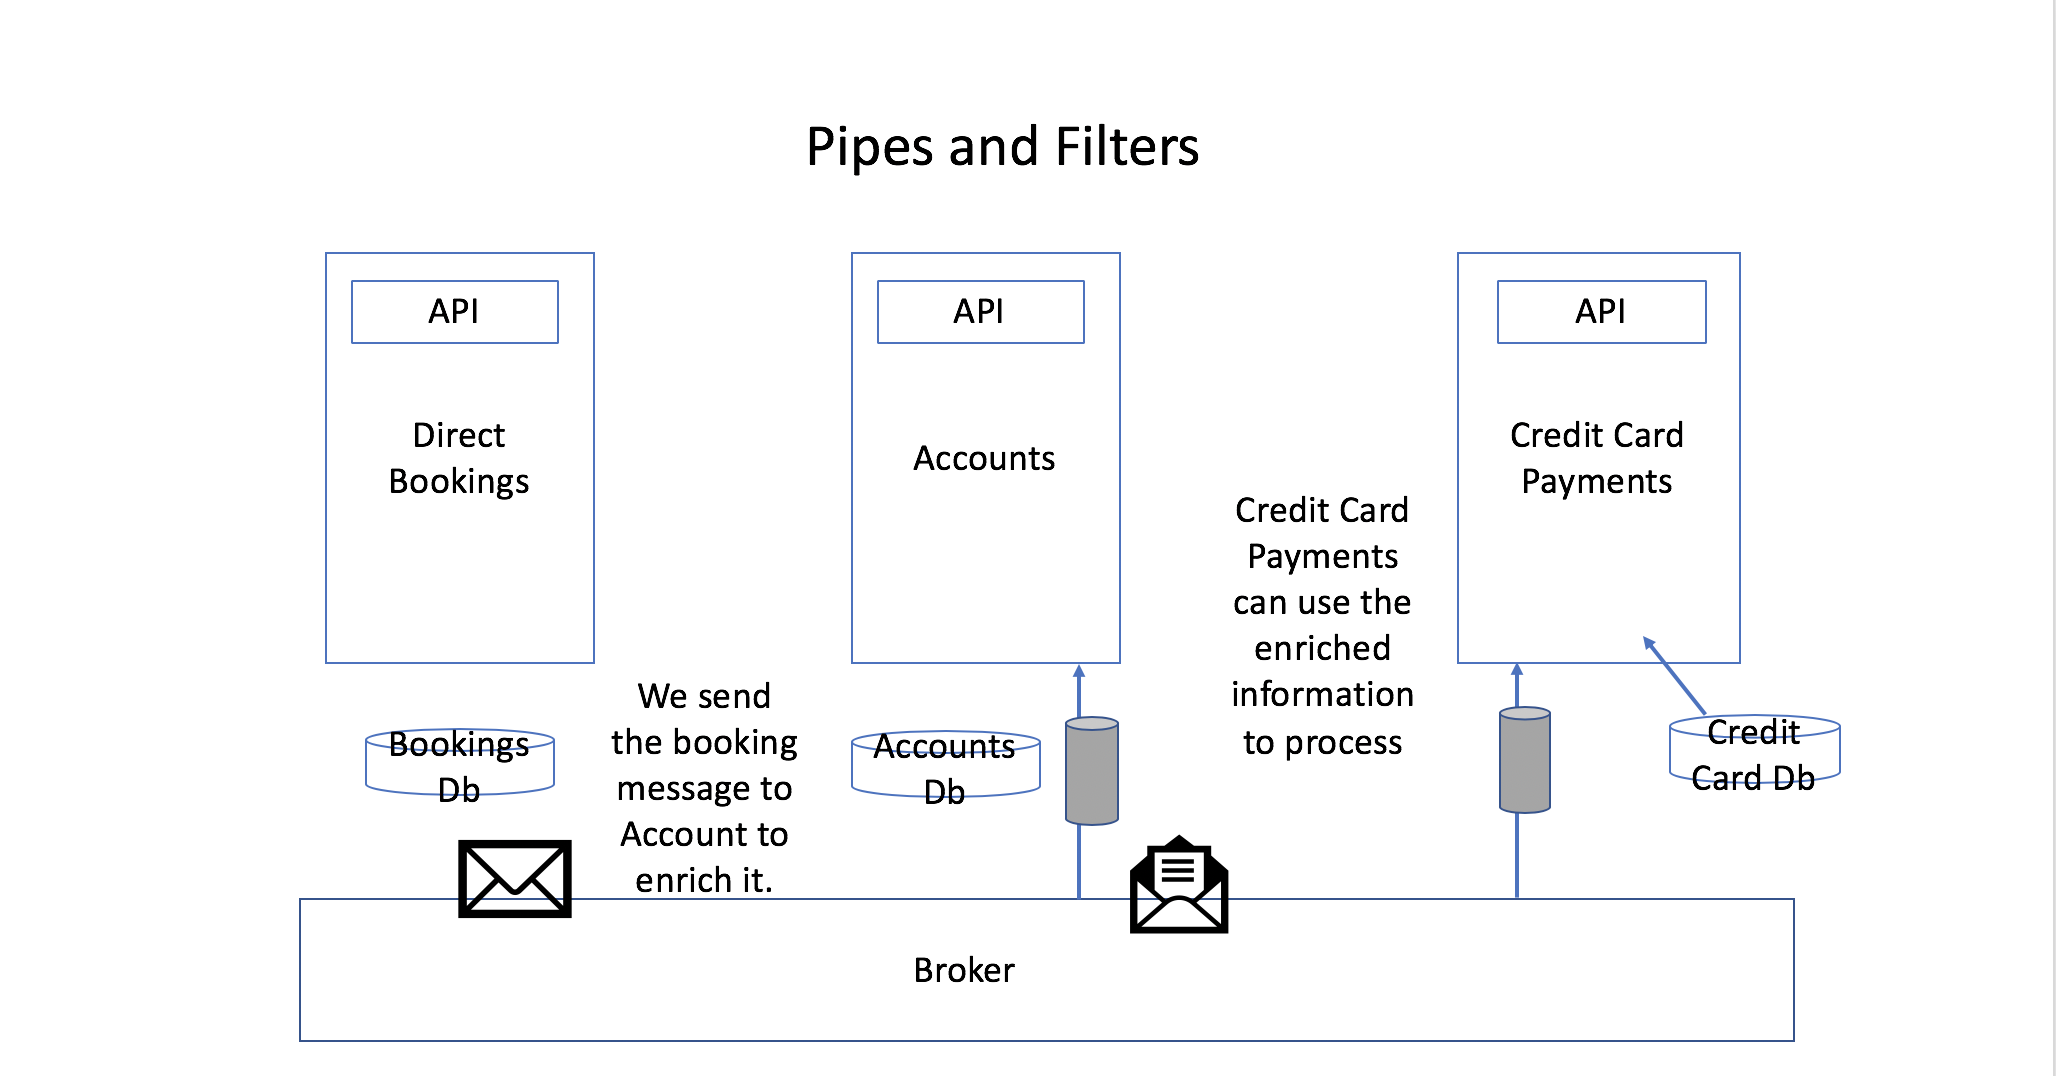 Pipes and Filters
API
API
API
Direct
Bookings
Accounts
Credit Card
Payments
Credit Card
Payments
can use the
enriched
information
to process
We send
the booking
message to
Account to
enrich it.
Bookings
Db
Accounts
Db
Credit
Card Db
Broker